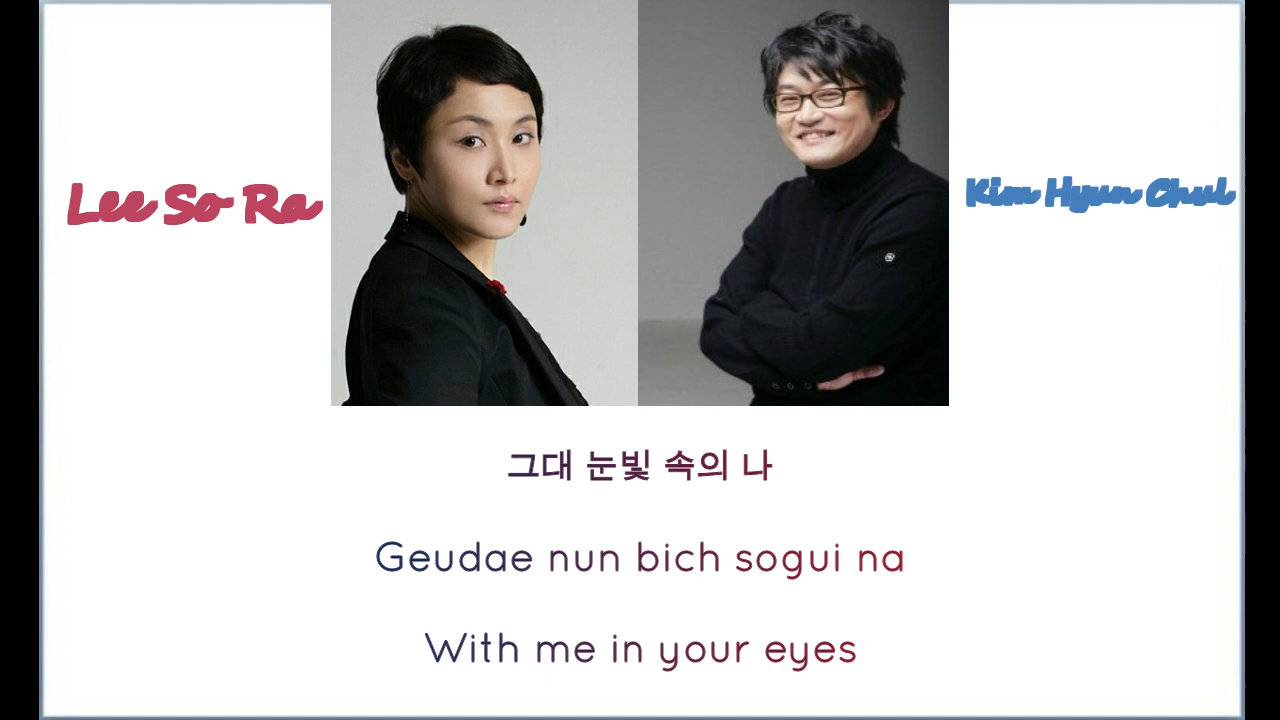 Lee So Ra
Kim Hyun Chul
그대 눈빛 속의 나
Geudae nun bich sogui na
With me in your eyes